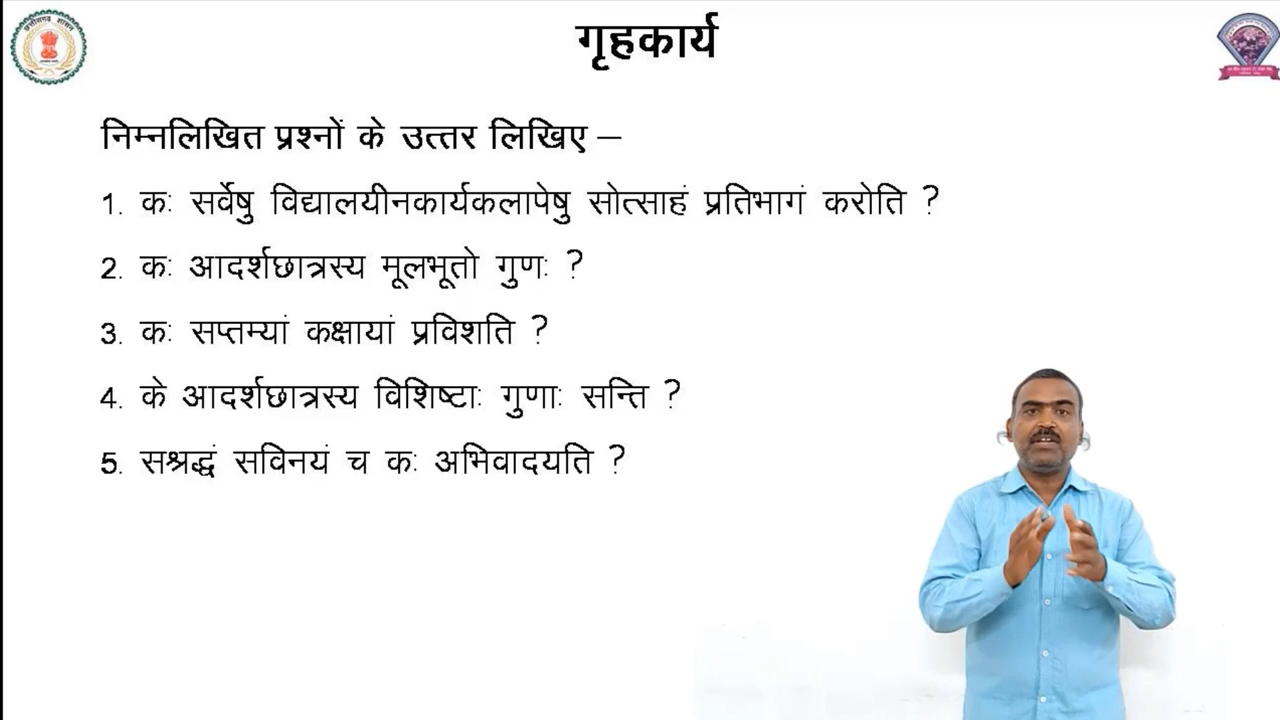 गृहकार्य
निम्नलिखित प्रश्नों के उत्तर लिखिए –
1. कः सर्वेषु विद्यालयीनकार्यकलापेषु सोत्साहं प्रतिभागं करोति ?
2. कः आदर्शछात्रस्य मूलभूतो गुणः ?
3. कः सप्तम्यां कक्षायां प्रविशति ?
4. के आदर्शछात्रस्य विशिष्टाः गुणाः सन्ति ?
5. सश्रद्धं सविनयं च कः अभिवादयति ?